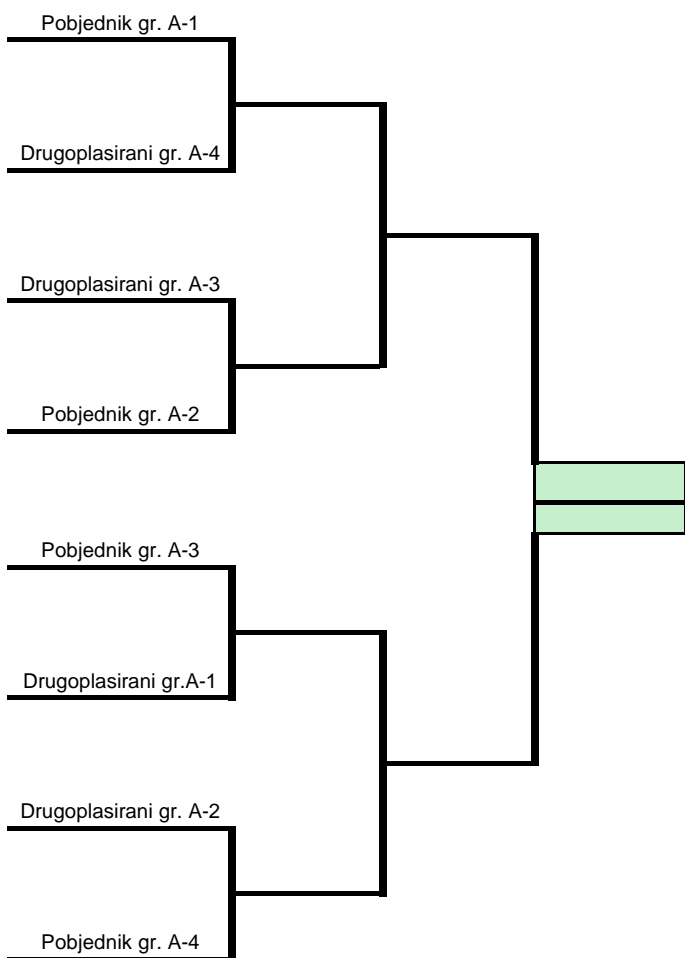 Pobjednik gr. A-1
Drugoplasirani gr. A-4
Drugoplasirani gr. A-3
Pobjednik gr. A-2
Pobjednik gr. A-3
Drugoplasirani gr.A-1
Drugoplasirani gr. A-2
Pobjednik gr. A-4